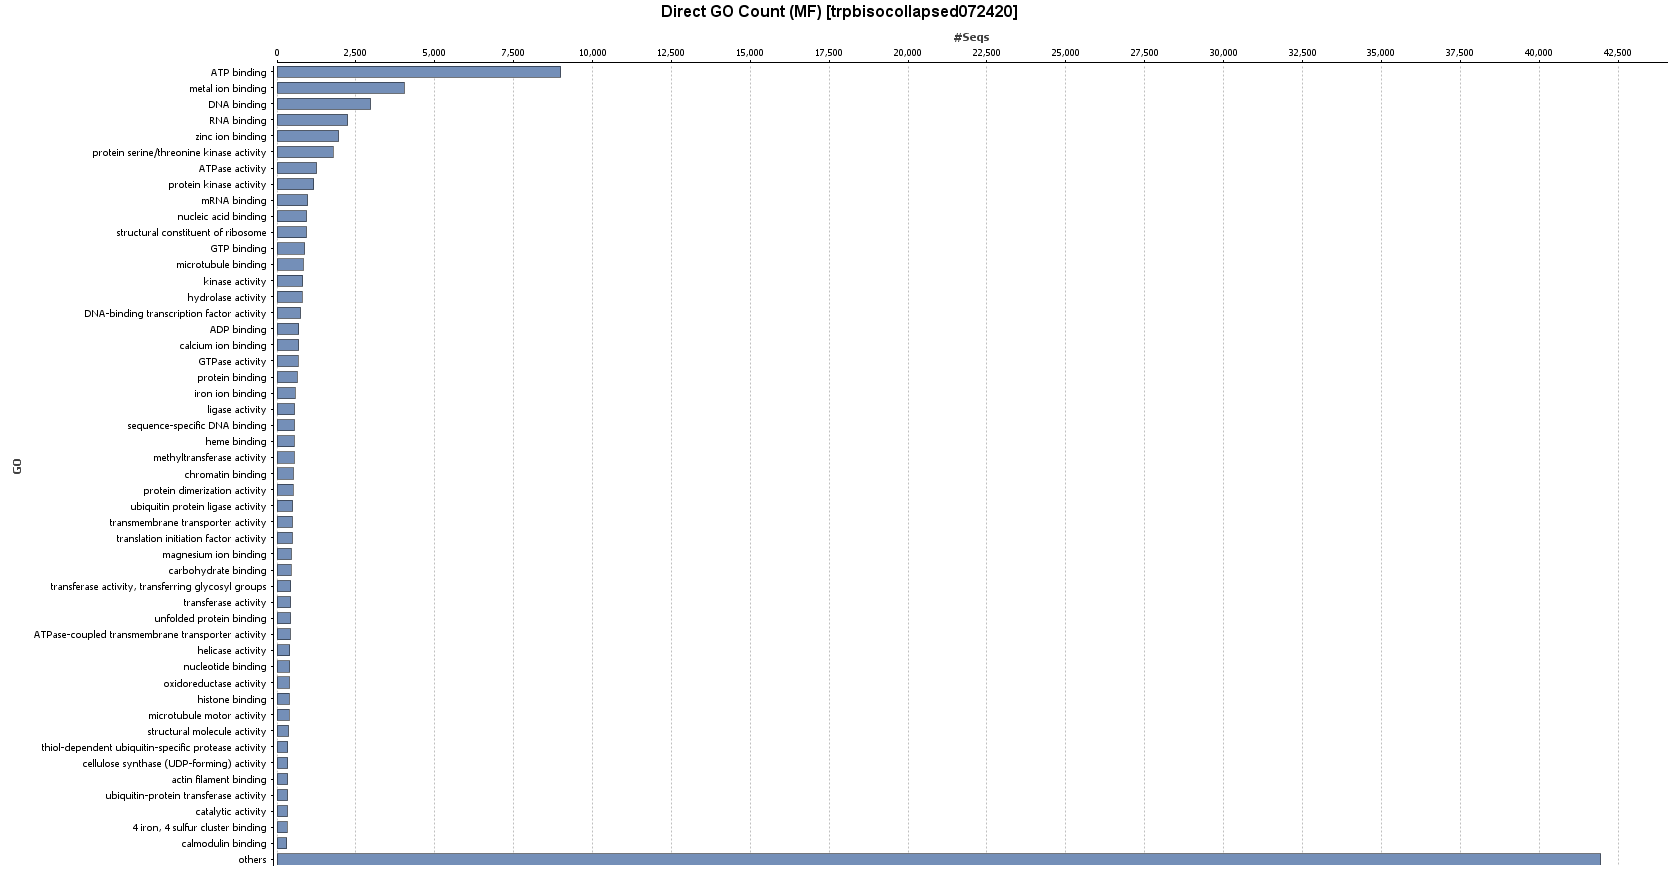 Direct GO Count (MF) [trpbisocollapsed072420]
#Seqs
0 2,500 5,000 7,500 10,000 12,500 15,000 17,500 20,000 22,500 25,000 27,500 30,000 32,500 35,000 37,500 40,000 42,500
ATP binding
metal ion binding
DNA binding
RNA binding
zinc ion binding
protein serine/threonine kinase activity
ATPase activity
protein kinase activity
mRNA binding
nucleic acid binding
structural constituent of ribosome
GTP binding
microtubule binding
kinase activity
hydrolase activity
DNA-binding transcription factor activity
ADP binding
calcium ion binding
GTPase activity
protein binding
iron ion binding
ligase activity
sequence-specific DNA binding
heme binding
methyltransferase activity
GO
chromatin binding
protein dimerization activity
ubiquitin protein ligase activity
transmembrane transporter activity
translation initiation factor activity
magnesium ion binding
carbohydrate binding
transferase activity, transferring glycosyl groups
transferase activity
unfolded protein binding
ATPase-coupled transmembrane transporter activity
helicase activity
nucleotide binding
oxidoreductase activity
histone binding
microtubule motor activity
structural molecule activity
thiol-dependent ubiquitin-specific protease activity
cellulose synthase (UDP-forming) activity
actin filament binding
ubiquitin-protein transferase activity
catalytic activity
4 iron, 4 sulfur cluster binding
calmodulin binding
others